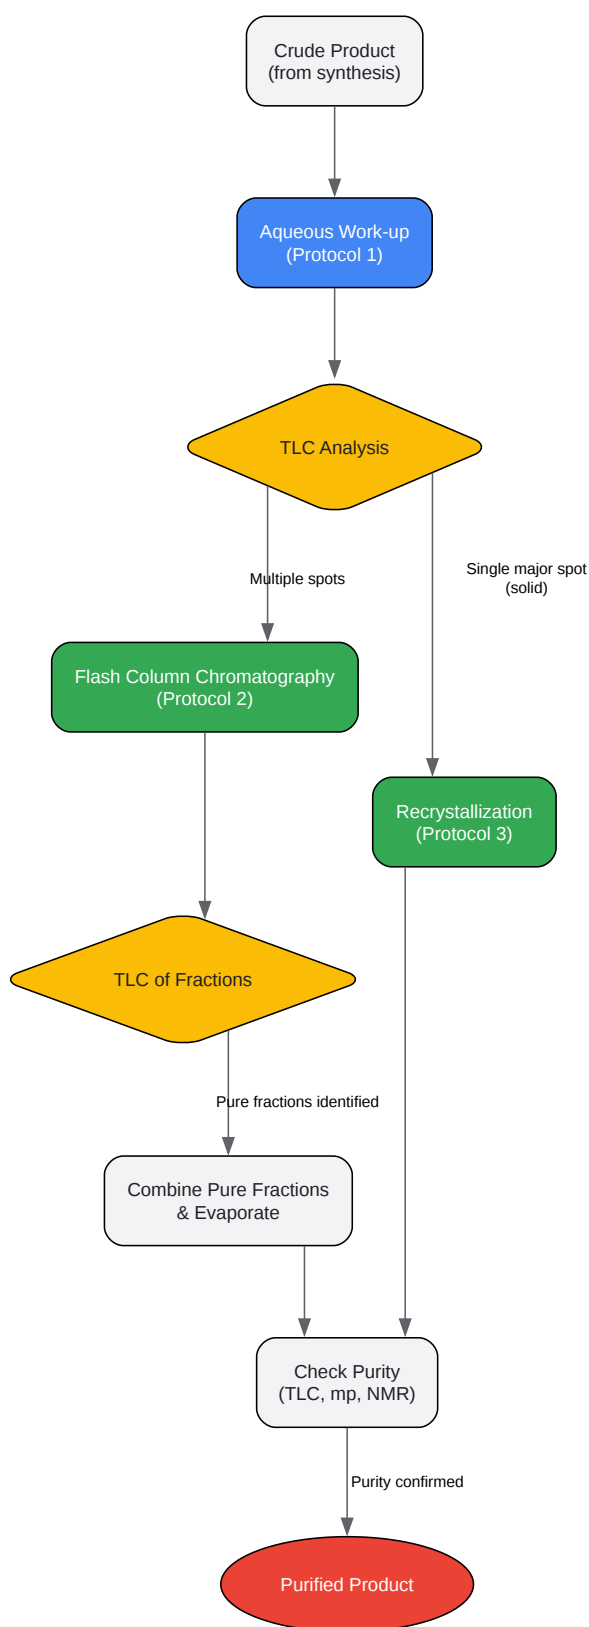 Crude Product
(from synthesis)
Aqueous Work-up
(Protocol 1)
TLC Analysis
Multiple spots
Single major spot
(solid)
Flash Column Chromatography
(Protocol 2)
Recrystallization
(Protocol 3)
TLC of Fractions
Pure fractions identified
Combine Pure Fractions
& Evaporate
Check Purity
(TLC, mp, NMR)
Purity confirmed
Purified Product